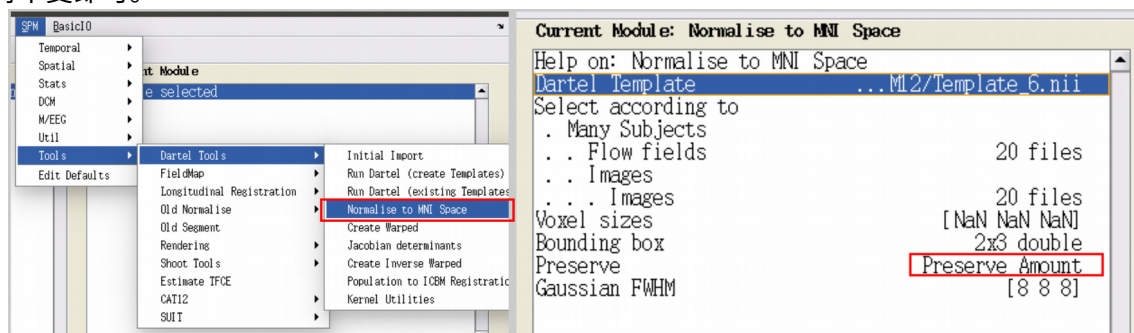 SPM BasicIO
Temporal
Spatial
Stats
DCM
M/EEG
Util
Tools
Edit Defaults
nt Module
e selected
Dartel Tools
FieldMap
Longitudinal Registration
Old Normalise
Old Segment
Rendering
Shoot Tools
Estimate TFCE
CAT12
SUIT
Initial Import
Run Dartel (create Templates)
Run Dartel (existing Templates
Normalise to MNI Space
Create Warped
Jacobian determinants
Create Inverse Warped
Population to ICBM Registratic
Kernel Utilities
Current Module: Normalise to MNI Space
Help on: Normalise to MNI Space
Dartel Template ...M12/Template_6.nii
Select according to
. Many Subjects
. . Flow fields 20 files
. . Images
. . . Images 20 files
Voxel sizes [NaN NaN NaN]
Bounding box 2x3 double
Preserve Preserve Amount
Gaussian FWHM [8 8 8]